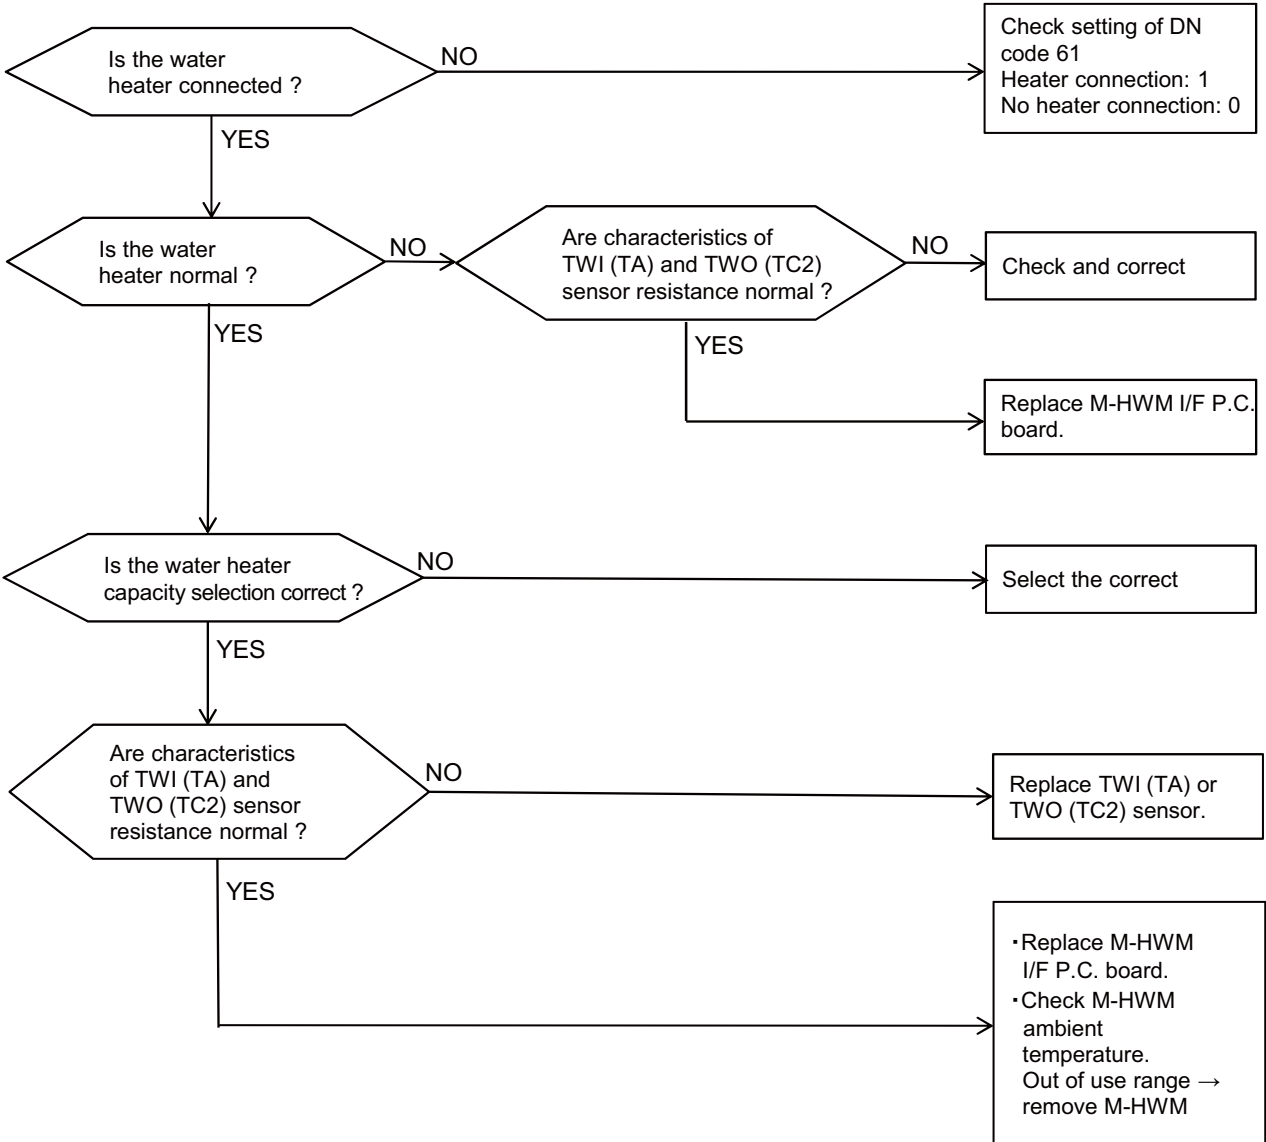 Is the water
heater connected ?
NO
Check setting of DN
code 61
Heater connection: 1
No heater connection: 0
YES
Is the water
heater normal ?
NO
Are characteristics of
TWI (TA) and TWO (TC2)
sensor resistance normal ?
NO
Check and correct
YES
YES
Replace M-HWM I/F P.C.
board.
Is the water heater
capacity selection correct ?
NO
Select the correct
YES
Are characteristics
of TWI (TA) and
TWO (TC2) sensor
resistance normal ?
NO
Replace TWI (TA) or
TWO (TC2) sensor.
YES
・Replace M-HWM
I/F P.C. board.
・Check M-HWM
ambient
temperature.
Out of use range →
remove M-HWM